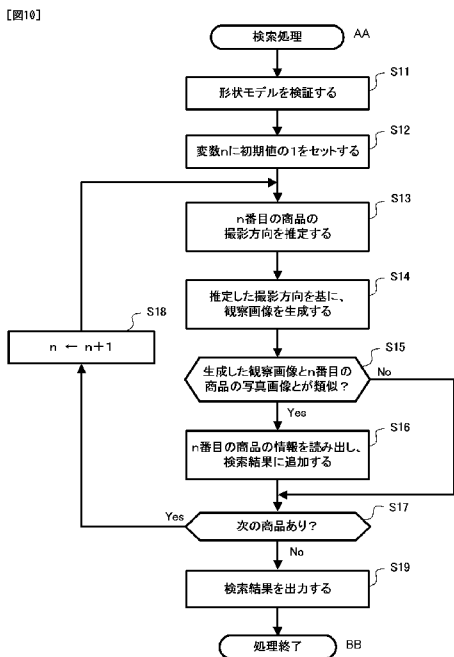 [図10]
検索処理
AA
S11
形状モデルを検証する
S12
変数nに初期値の1をセットする
S13
n番目の商品の
撮影方向を推定する
S14
推定した撮影方向を基に、
観察画像を生成する
S18
n ← n+1
S15
生成した観察画像とn番目の
商品の写真画像とが類似?
No
Yes
S16
n番目の商品の情報を読み出し、
検索結果に追加する
S17
Yes
次の商品あり?
No
S19
検索結果を出力する
処理終了
BB